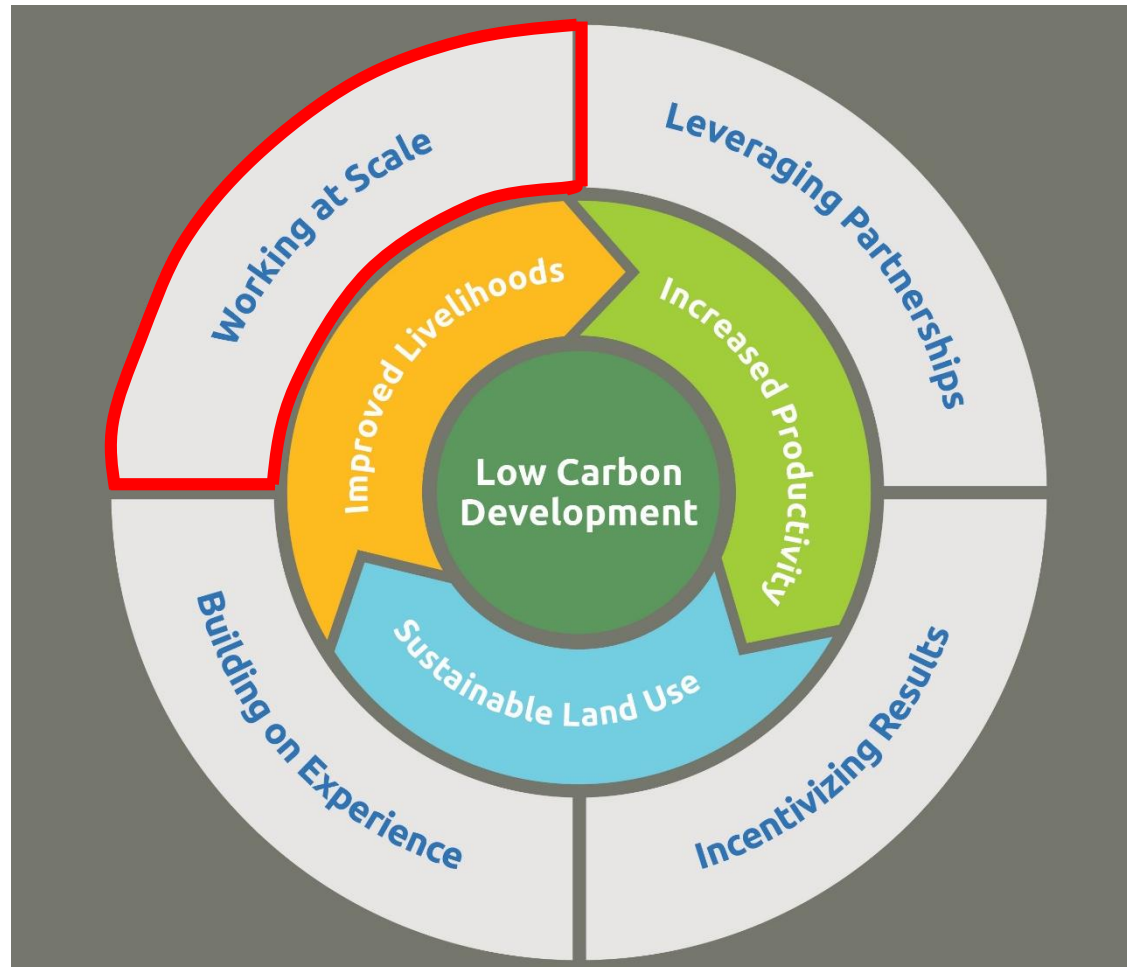 Working at Scale
Leveraging Partnerships
Improved Livelihoods
Increased Productivity
Low Carbon
Development
Sustainable Land Use
Building on Experience
Incentivizing Results